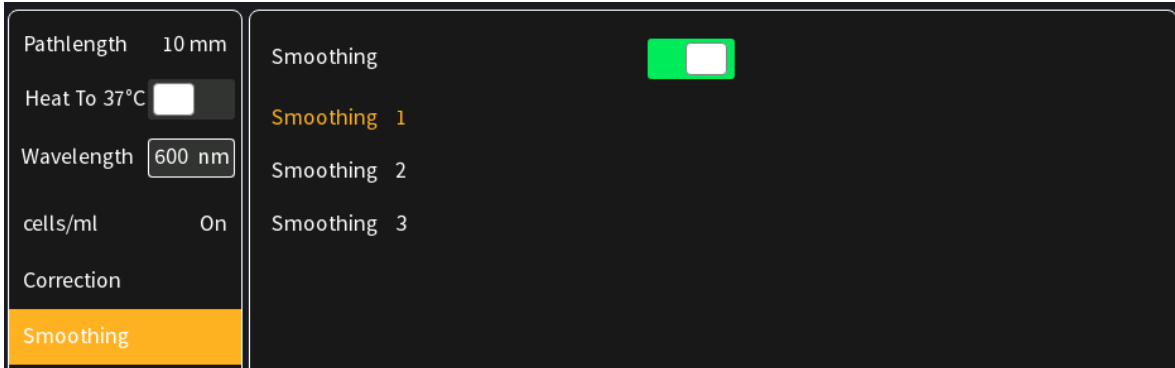 Pathlength 10 mm
Heat To 37°C
Wavelength 600 nm
cells/ml On
Correction
Smoothing
Smoothing
Smoothing 1
Smoothing 2
Smoothing 3